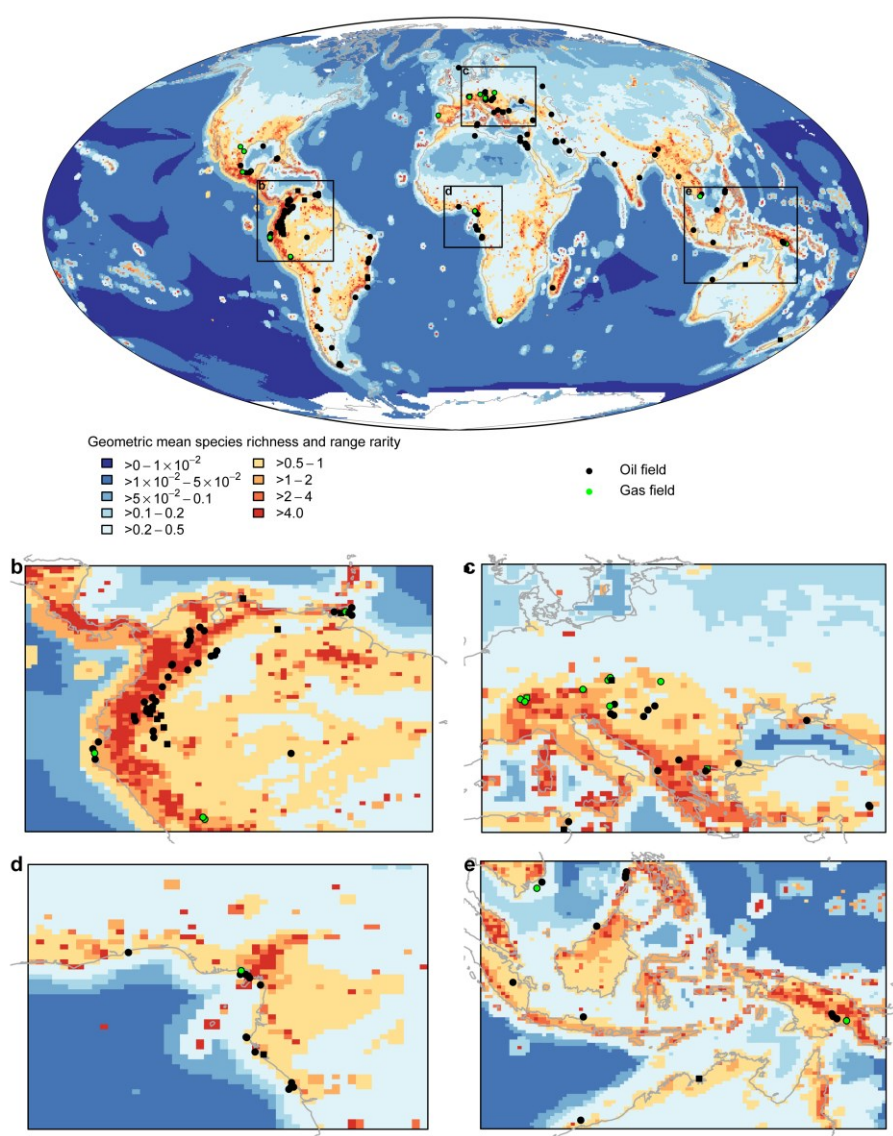 c
b
d
e
Geometric mean species richness and range rarity
>0 – 1×10⁻²
>1×10⁻² – 5×10⁻²
>5×10⁻² – 0.1
>0.1 – 0.2
>0.2 – 0.5
>0.5 – 1
>1 – 2
>2 – 4
>4.0
Oil field
Gas field
b
c
d
e